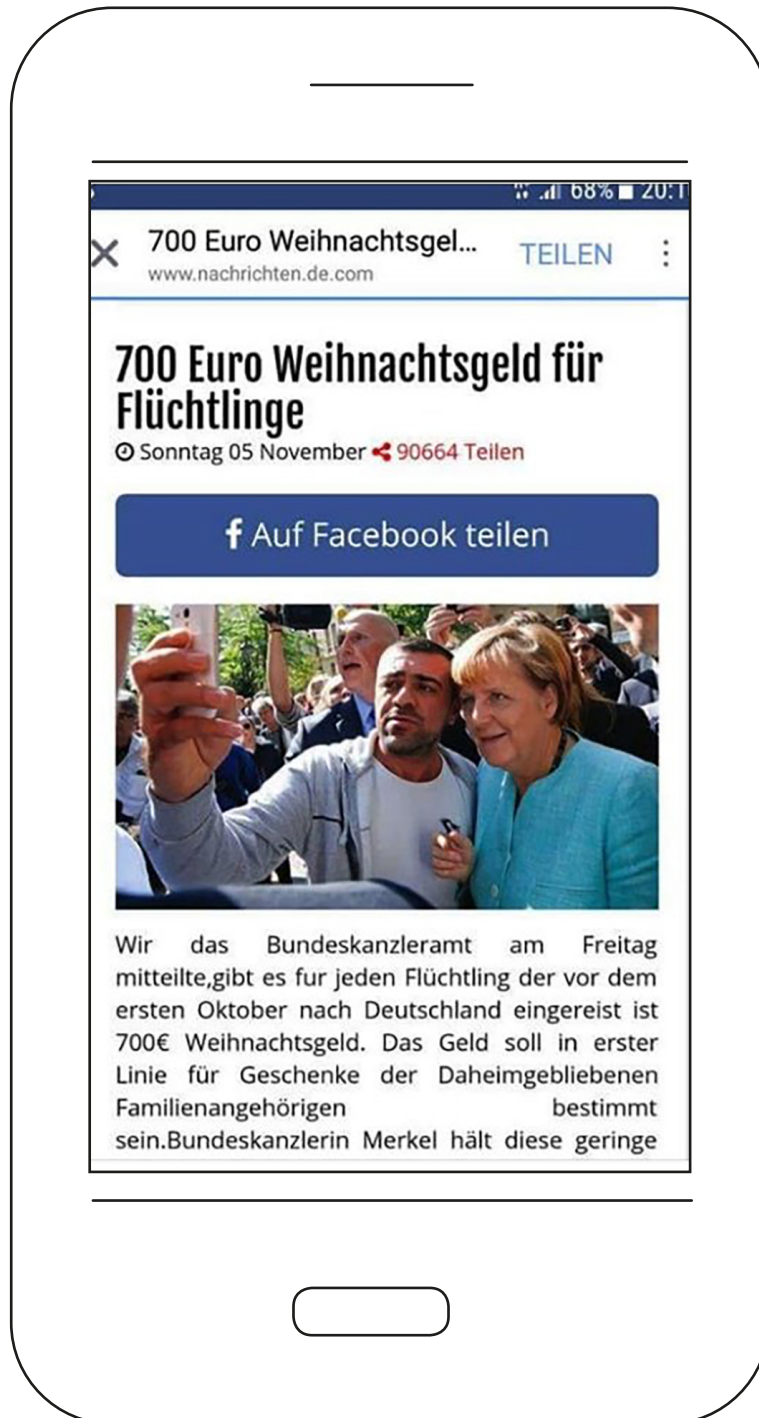 68% 20:1
700 Euro Weihnachtsgel...
TEILEN
www.nachrichten.de.com
700 Euro Weihnachtsgeld für
Flüchtlinge
Sonntag 05 November 90664 Teilen
f Auf Facebook teilen
Wir das Bundeskanzleramt am Freitag
mitteilte,gibt es fur jeden Flüchtling der vor dem
ersten Oktober nach Deutschland eingereist ist
700€ Weihnachtsgeld. Das Geld soll in erster
Linie für Geschenke der Daheimgebliebenen
Familienangehörigen bestimmt
sein.Bundeskanzlerin Merkel hält diese geringe